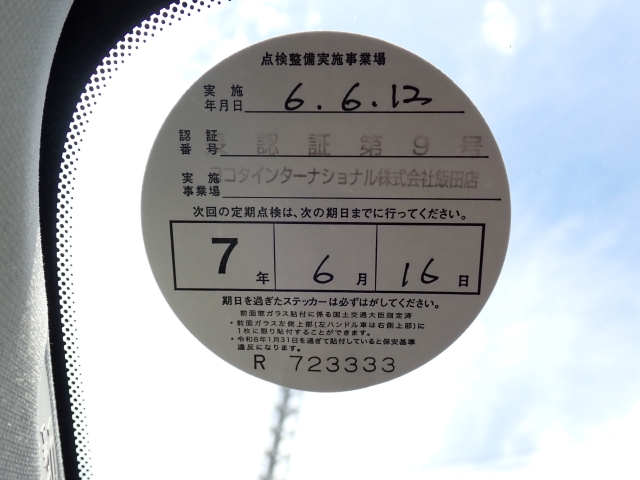 点検整備実施事業場
実施年月日 6.6.12
認証番号 認証第9号
実施事業場 コタインターナショナル株式会社飯田店
次回の定期点検は、次の期日までに行ってください。
7年 6月 16日
期日を過ぎたステッカーは必ずはがしてください。
前面窓ガラス貼付に係る国土交通大臣指定済
・前面ガラス左側上部(左ハンドル車は右側上部)に
1枚に限り貼付することができます。
・令和8年1月31日を過ぎて貼付していると保安基準
違反になります。
R 723333